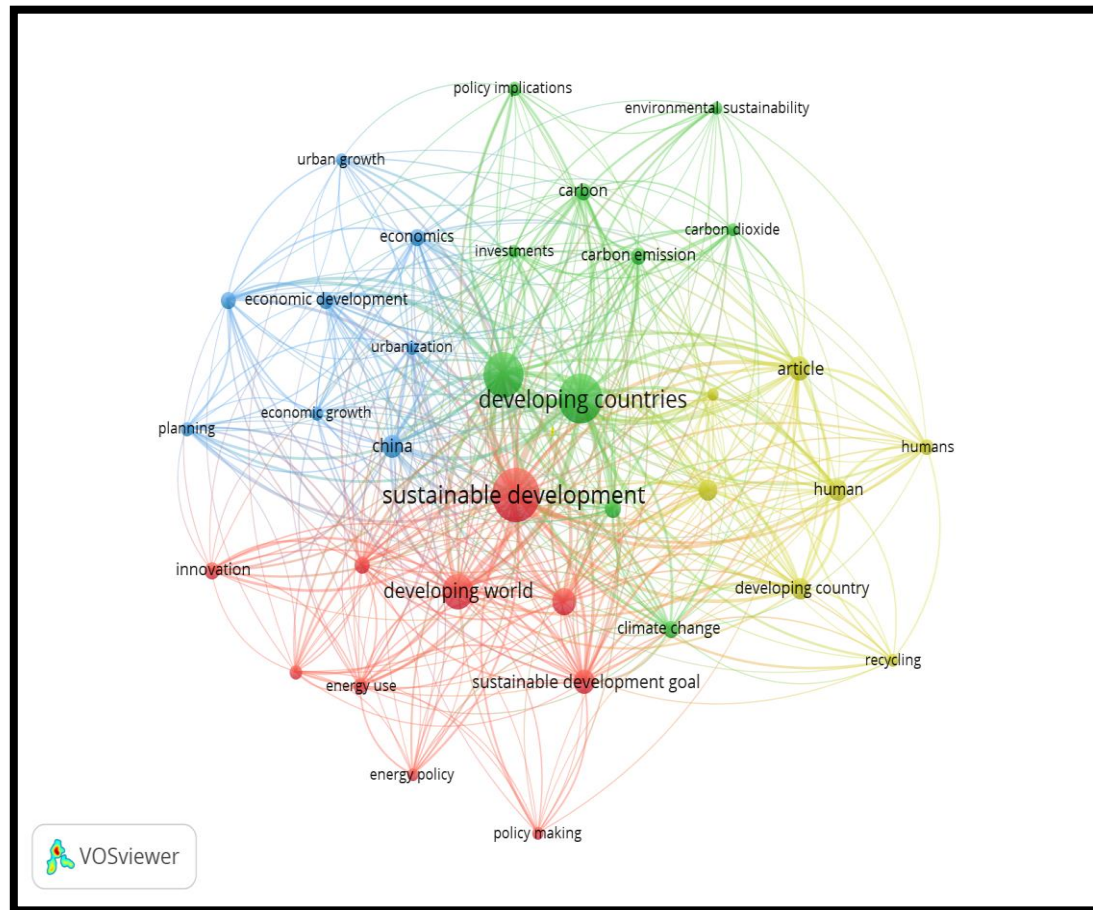 policy implications
environmental sustainability
urban growth
carbon
carbon dioxide
economics
investments
carbon emission
economic development
urbanization
article
developing countries
economic growth
planning
china
humans
sustainable development
human
innovation
developing world
developing country
climate change
recycling
energy use
sustainable development goal
energy policy
policy making
VOSviewer